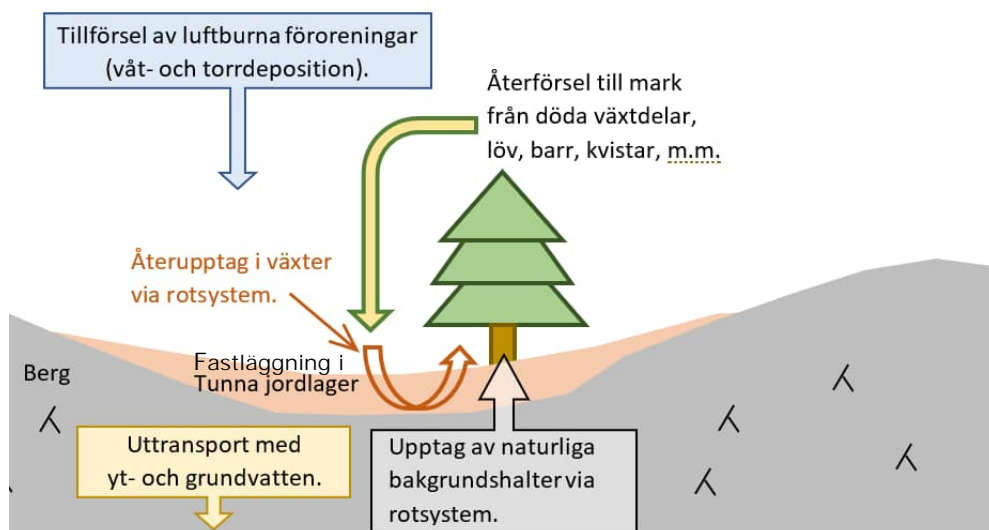 Tillförsel av luftburna föroreningar
(våt- och torrdeposition).
Återförsel till mark
från döda växtdelar,
löv, barr, kvistar, m.m.
Återupptag i växter
via rotsystem.
Fastläggning i
Tunna jordlager
Berg
Uttransport med
yt- och grundvatten.
Upptag av naturliga
bakgrundshalter via
rotsystem.